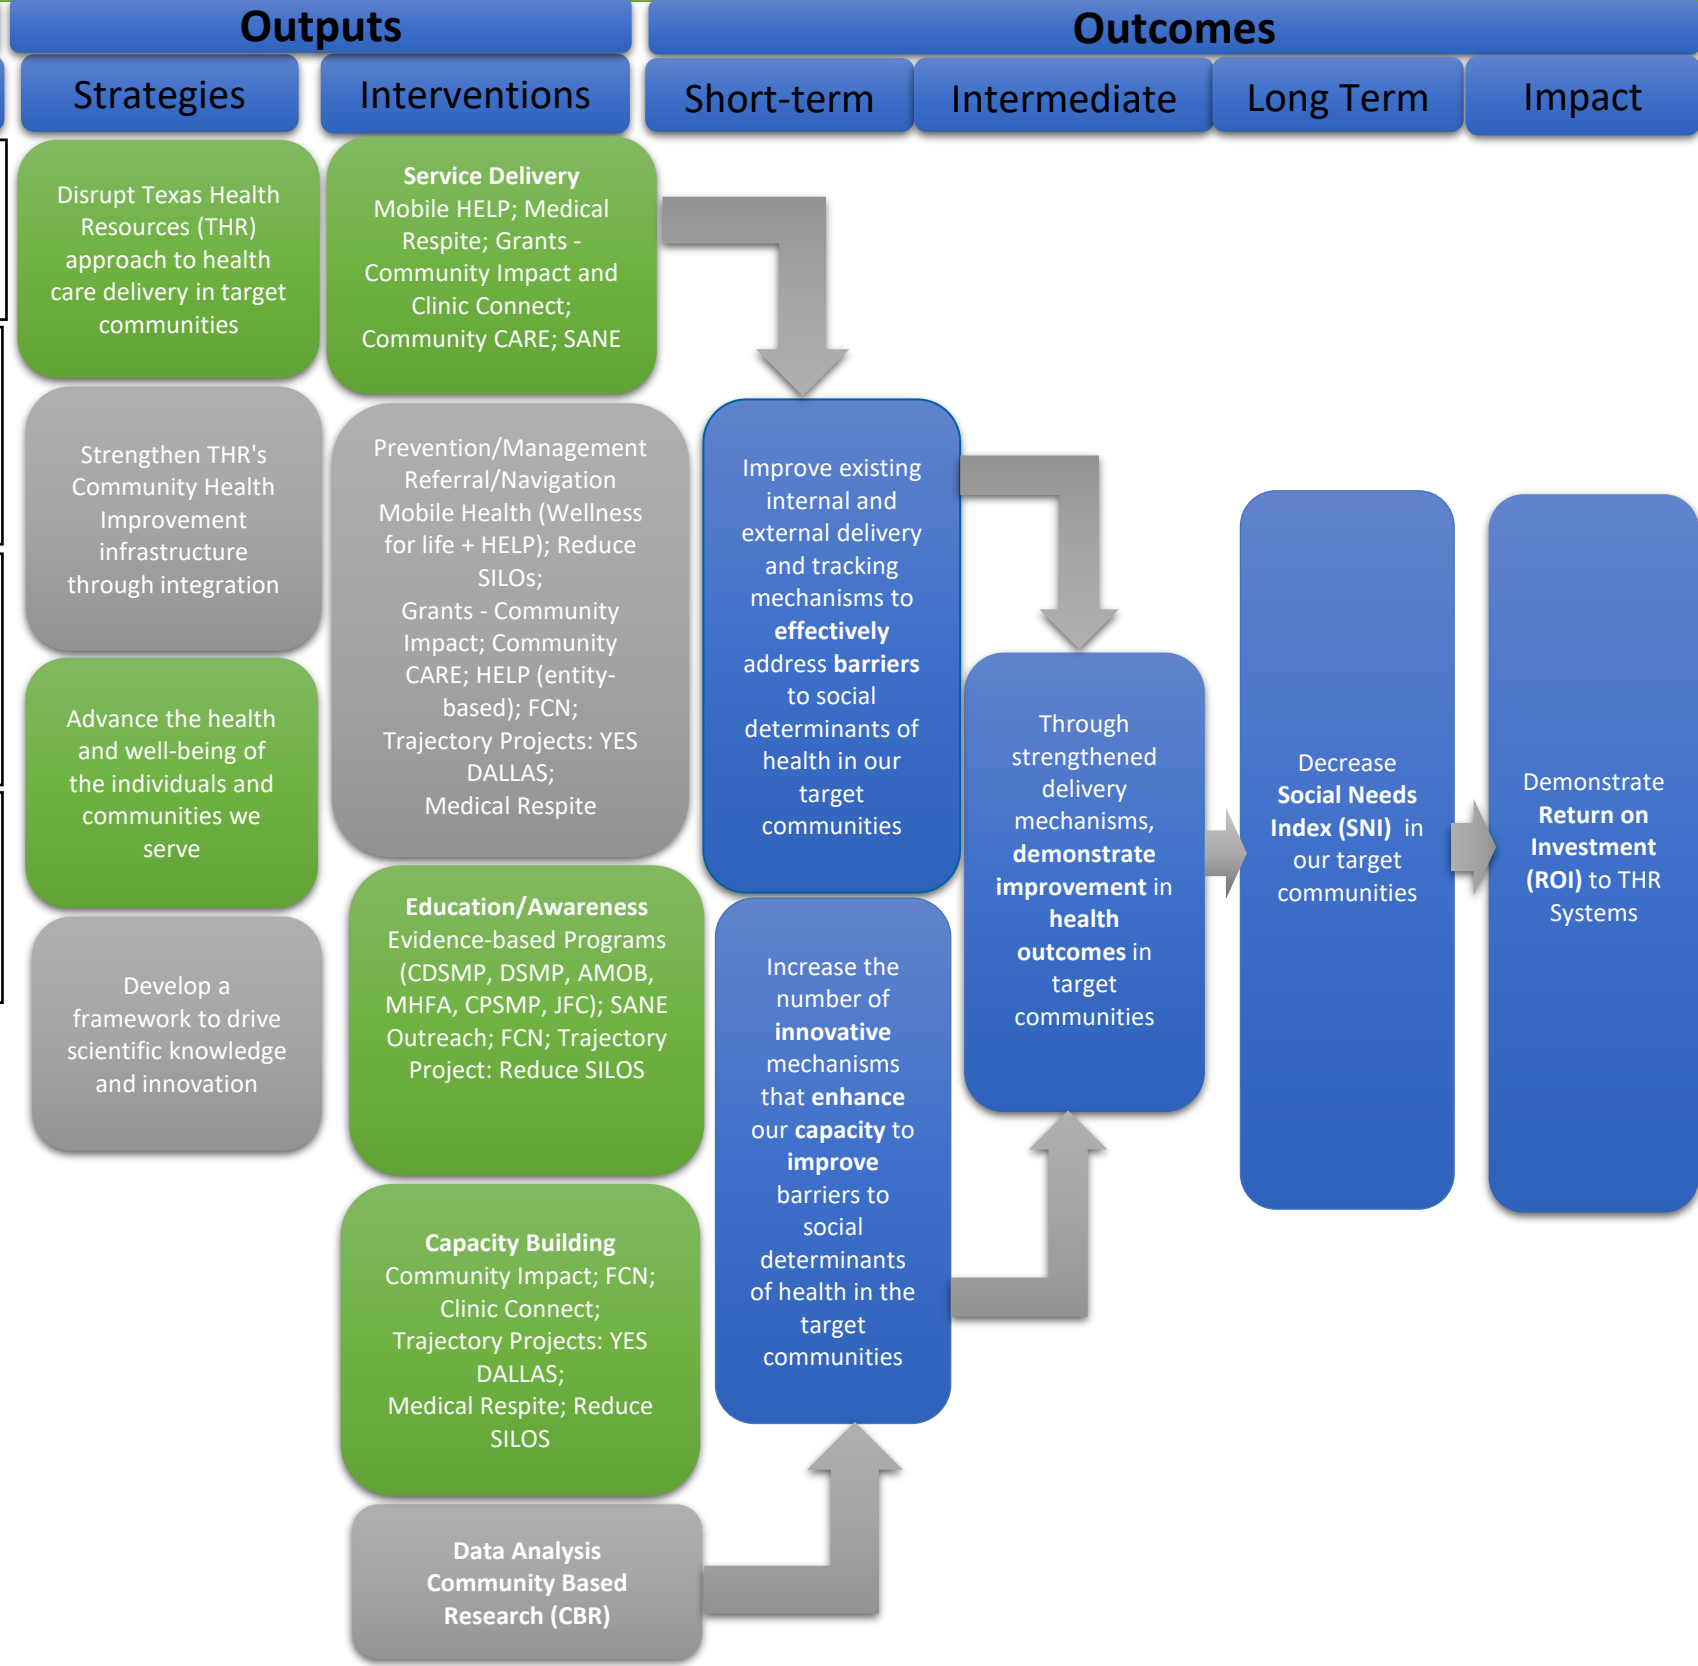 Outputs
Outcomes
Strategies
Interventions
Short-term
Intermediate
Long Term
Impact
Disrupt Texas Health
Resources (THR)
approach to health
care delivery in target
communities
Strengthen THR's
Community Health
Improvement
infrastructure
through integration
Advance the health
and well-being of
the individuals and
communities we
serve
Develop a
framework to drive
scientific knowledge
and innovation
Service Delivery
Mobile HELP; Medical
Respite; Grants -
Community Impact and
Clinic Connect;
Community CARE; SANE
Prevention/Management
Referral/Navigation
Mobile Health (Wellness
for life + HELP); Reduce
SILOs;
Grants - Community
Impact; Community
CARE; HELP (entity-
based); FCN;
Trajectory Projects: YES
DALLAS;
Medical Respite
Education/Awareness
Evidence-based Programs
(CDSMP, DSMP, AMOB,
MHFA, CPSMP, JFC); SANE
Outreach; FCN; Trajectory
Project: Reduce SILOS
Capacity Building
Community Impact; FCN;
Clinic Connect;
Trajectory Projects: YES
DALLAS;
Medical Respite; Reduce
SILOS
Data Analysis
Community Based
Research (CBR)
Improve existing
internal and
external delivery
and tracking
mechanisms to
effectively
address barriers
to social
determinants of
health in our
target
communities
Increase the
number of
innovative
mechanisms
that enhance
our capacity to
improve
barriers to
social
determinants
of health in the
target
communities
Through
strengthened
delivery
mechanisms,
demonstrate
improvement in
health
outcomes in
target
communities
Decrease
Social Needs
Index (SNI) in
our target
communities
Demonstrate
Return on
Investment
(ROI) to THR
Systems